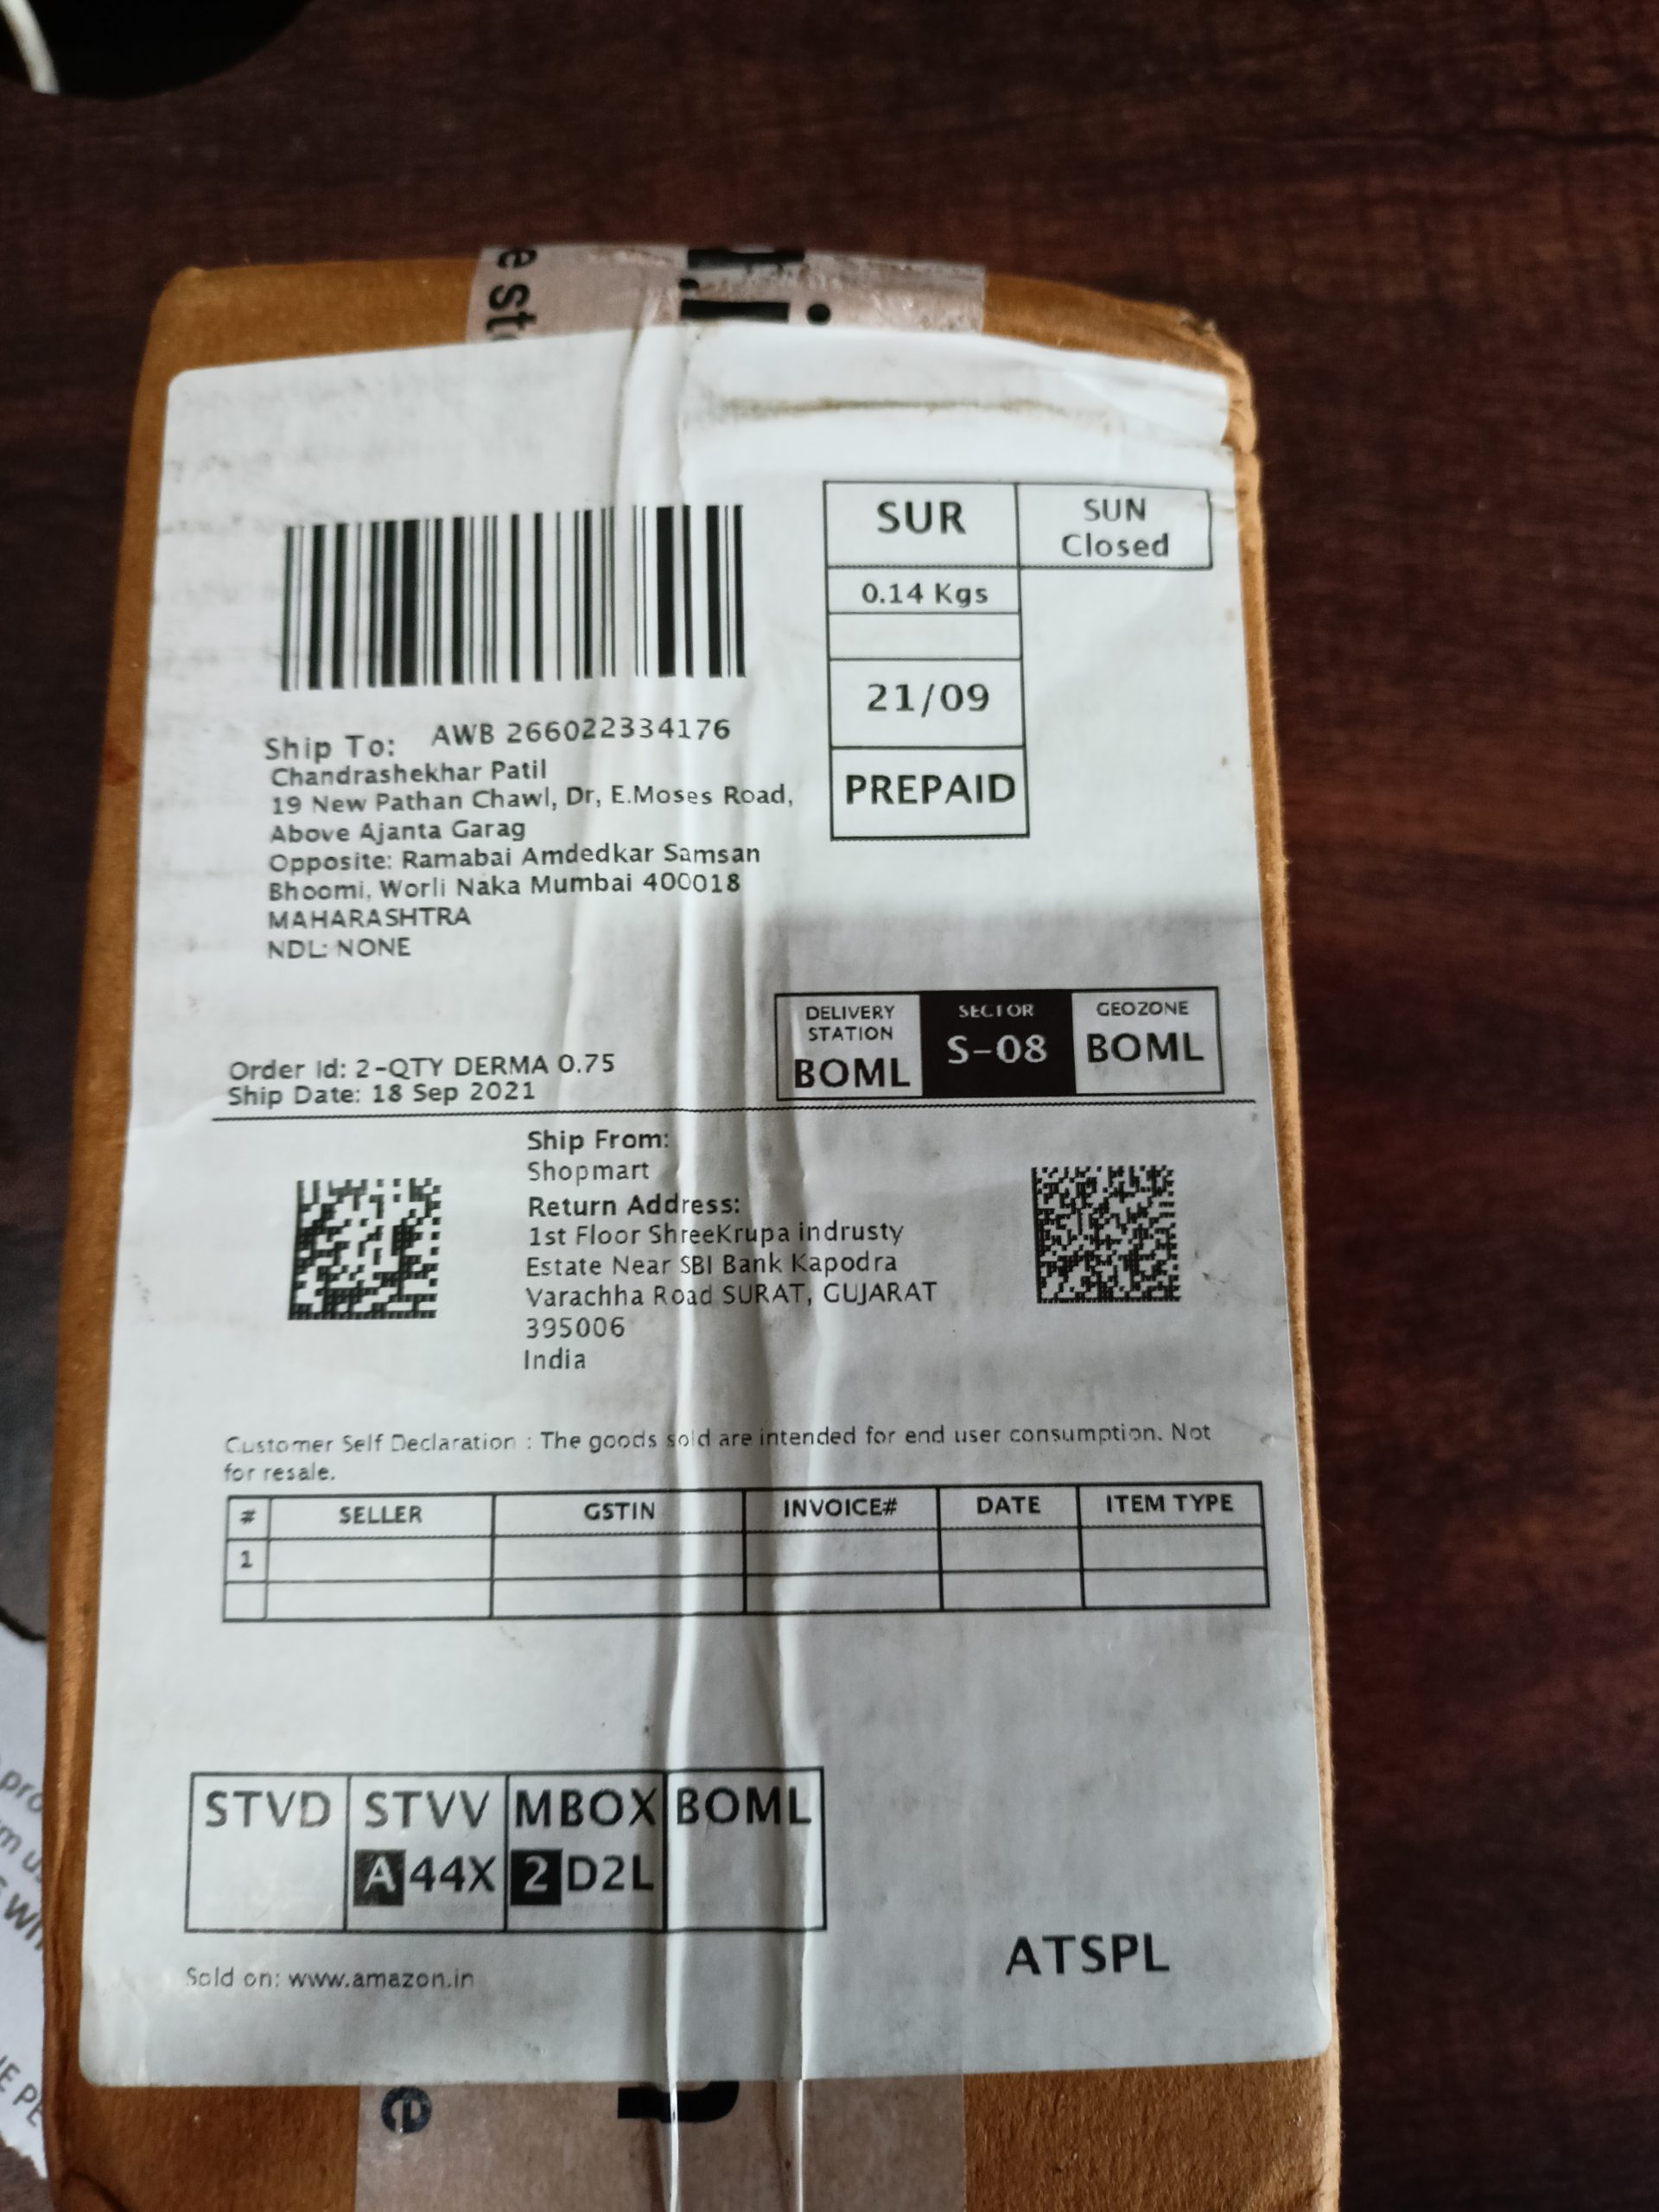 e sto
SUR
SUN
Closed
0.14 Kgs
21/09
PREPAID
AWB 266022334176
Ship To:
Chandrashekhar Patil
19 New Pathan Chawl, Dr, E.Moses Road,
Above Ajanta Garag
Opposite: Ramabai Amdedkar Samsan
Bhoomi, Worli Naka Mumbai 400018
MAHARASHTRA
NDL: NONE
DELIVERY STATION
BOML
SECTOR
S-08
GEOZONE
BOML
Order Id: 2-QTY DERMA 0.75
Ship Date: 18 Sep 2021
Ship From:
Shopmart
Return Address:
1st Floor ShreeKrupa indrusty
Estate Near SBI Bank Kapodra
Varachha Road SURAT, GUJARAT
395006
India
Customer Self Declaration : The goods sold are intended for end user consumption. Not
for resale.
# SELLER GSTIN INVOICE# DATE ITEM TYPE
1
STVD STVV MBOX BOML
A 44X 2 D2L
ATSPL
Sold on: www.amazon.in
e